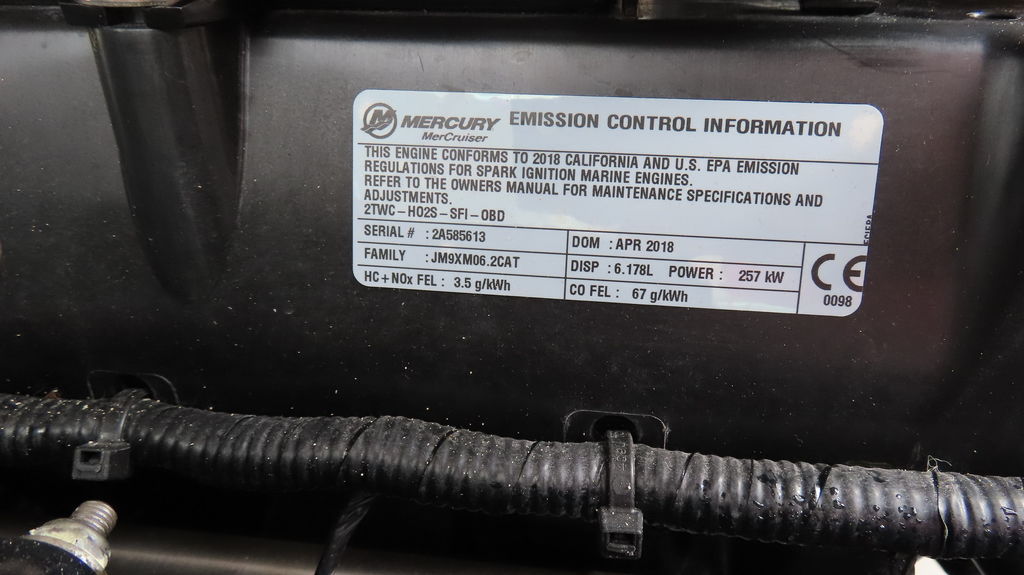 MERCURY
MerCruiser
EMISSION CONTROL INFORMATION
THIS ENGINE CONFORMS TO 2018 CALIFORNIA AND U.S. EPA EMISSION
REGULATIONS FOR SPARK IGNITION MARINE ENGINES.
REFER TO THE OWNERS MANUAL FOR MAINTENANCE SPECIFICATIONS AND
ADJUSTMENTS.
2TWC-HO2S-SFI-OBD
SERIAL # : 2A585613
DOM : APR 2018
FAMILY : JM9XM06.2CAT
DISP : 6.178L POWER : 257 kW
HC+NOx FEL : 3.5 g/kWh
CO FEL : 67 g/kWh
CE
0098